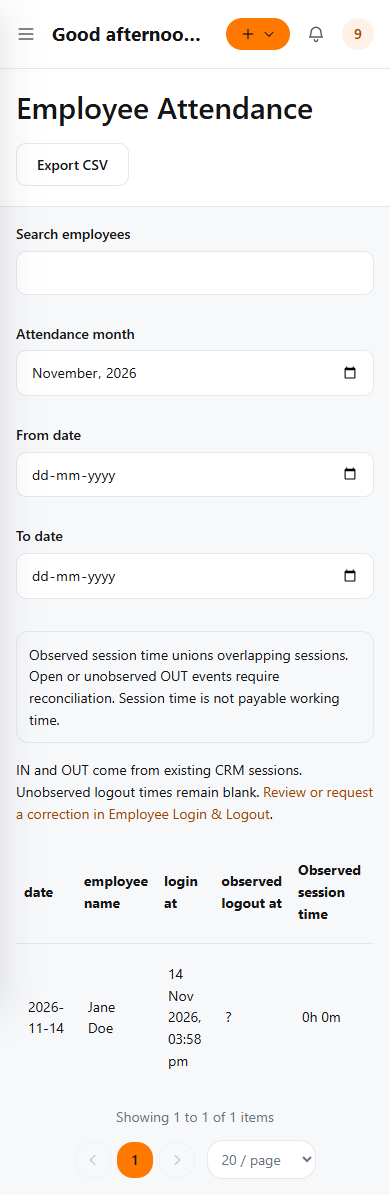 Good afternoo...
9
Employee Attendance
Export CSV
Search employees
Attendance month
November, 2026
From date
dd-mm-yyyy
To date
dd-mm-yyyy
Observed session time unions overlapping sessions.
Open or unobserved OUT events require
reconciliation. Session time is not payable working
time.
IN and OUT come from existing CRM sessions.
Unobserved logout times remain blank. Review or request
a correction in Employee Login & Logout.
date employee name login at observed logout at Observed session time
2026-11-14 Jane Doe 14 Nov 2026, 03:58 pm ? 0h 0m
Showing 1 to 1 of 1 items
1 20 / page